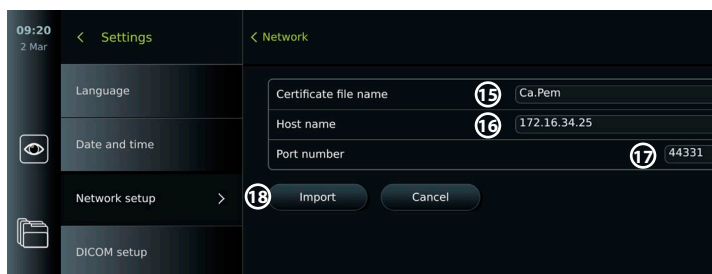 09:20
2 Mar
Settings
Network
Language
Date and time
Network setup
DICOM setup
Certificate file name 15 Ca.Pem
Host name 16 172.16.34.25
Port number 17 44331
18 Import Cancel